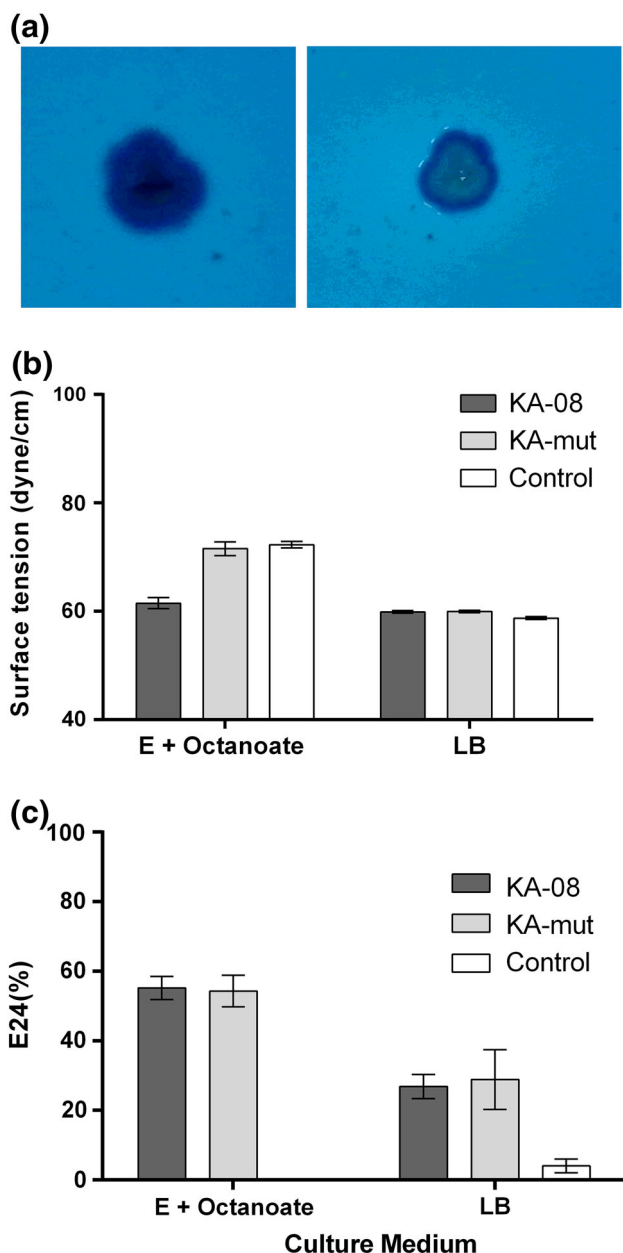 (a)
(b)
Surface tension (dyne/cm)
100
80
60
40
KA-08
KA-mut
Control
E + Octanoate
LB
(c)
E24(%)
100
80
60
40
20
0
KA-08
KA-mut
Control
E + Octanoate
LB
Culture Medium